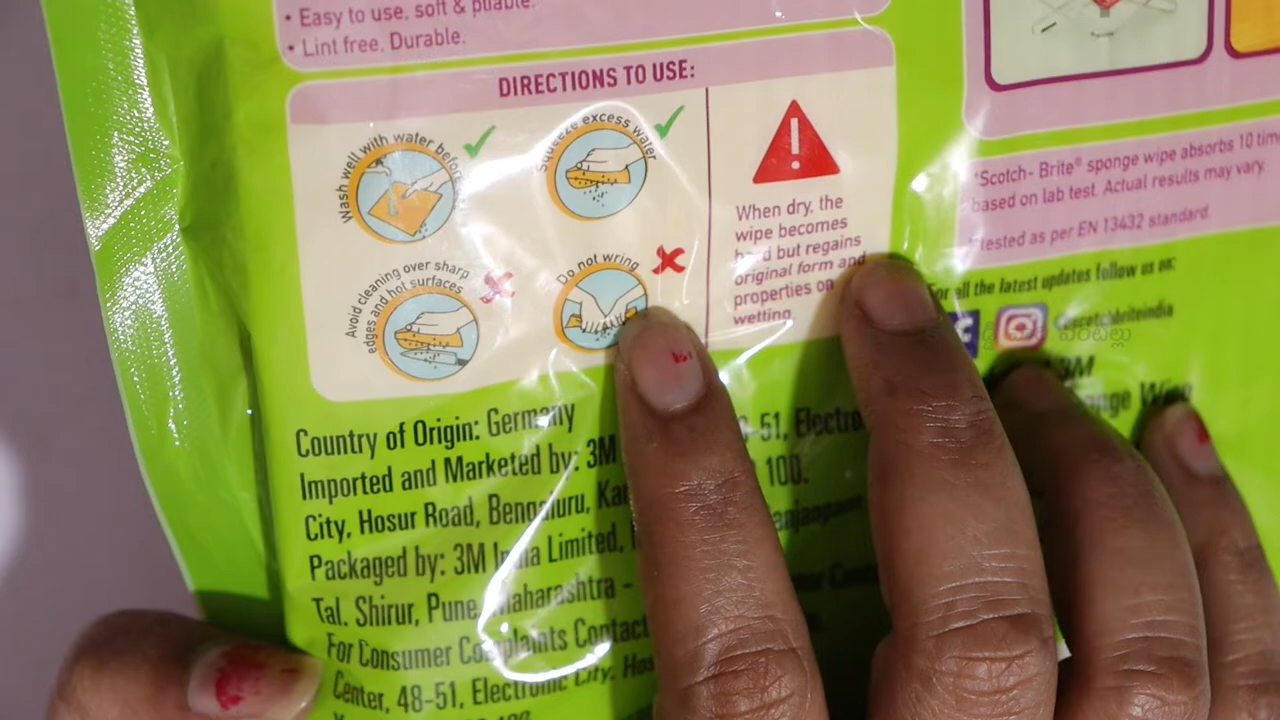 • Easy to use. soft & pliable.
• Lint free. Durable.
DIRECTIONS TO USE:
Wash well with water before
Squeeze excess water
Avoid cleaning over sharp
edges and hot surfaces
Do not wring
When dry, the
wipe becomes
hard but regains
original form and
properties on
wetting.
*Scotch-Brite® sponge wipe absorbs 10
based on lab test. Actual results may vary.
tested as per EN 13432 standard.
For all the latest updates follow us on:
Country of Origin: Germany
Imported and Marketed by: 3M
-51, Electro
City, Hosur Road, Bengaluru,
100.
Packaged by: 3M India Limited,
Tal. Shirur, Pune, Maharashtra -
For Consumer Complaints Contact
Center, 48-51, Electronic City,
3M
Wipe